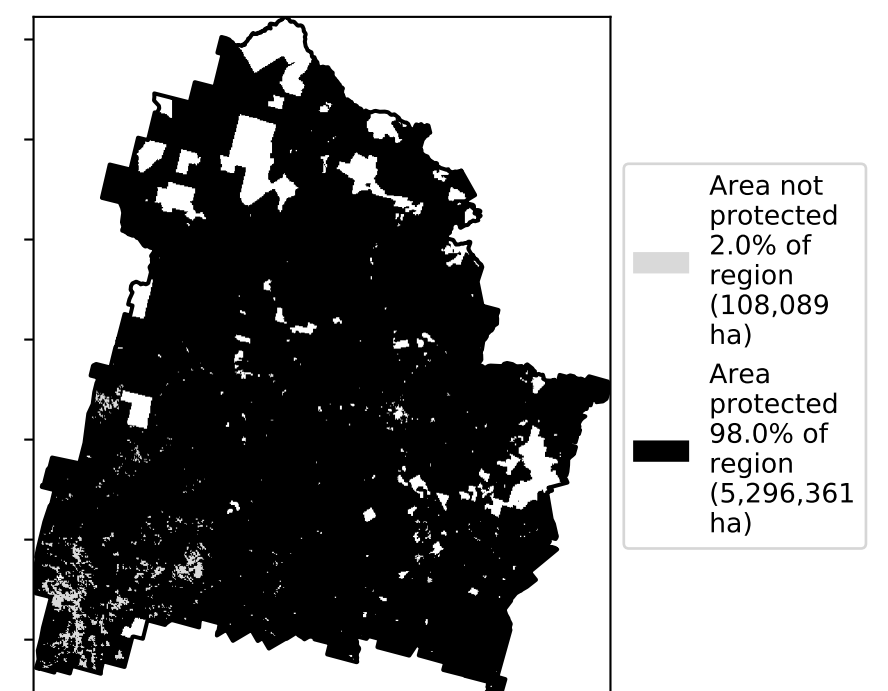 Area not
protected
2.0% of
region
(108,089
ha)
Area
protected
98.0% of
region
(5,296,361
ha)